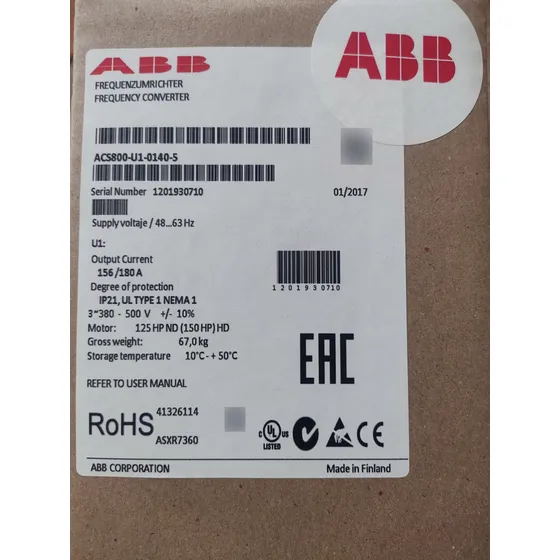 ABB
ABB
FREQUENZUMRICHTER
FREQUENCY CONVERTER
ACS800-U1-0140-5
Serial Number 1201930710
01/2017
Supply voltaje / 48...63 Hz
U1:
Output Current
156 /180 A
Degree of protection
IP21, UL TYPE 1 NEMA 1
1201930710
3~380 - 500 V +/- 10%
Motor: 125 HP ND (150 HP) HD
Gross weight: 67,0 kg
Storage temperature 10°C - + 50°C
EAC
REFER TO USER MANUAL
RoHS
41326114
ASXR7360
C UL US
LISTED
CE
ABB CORPORATION
Made in Finland